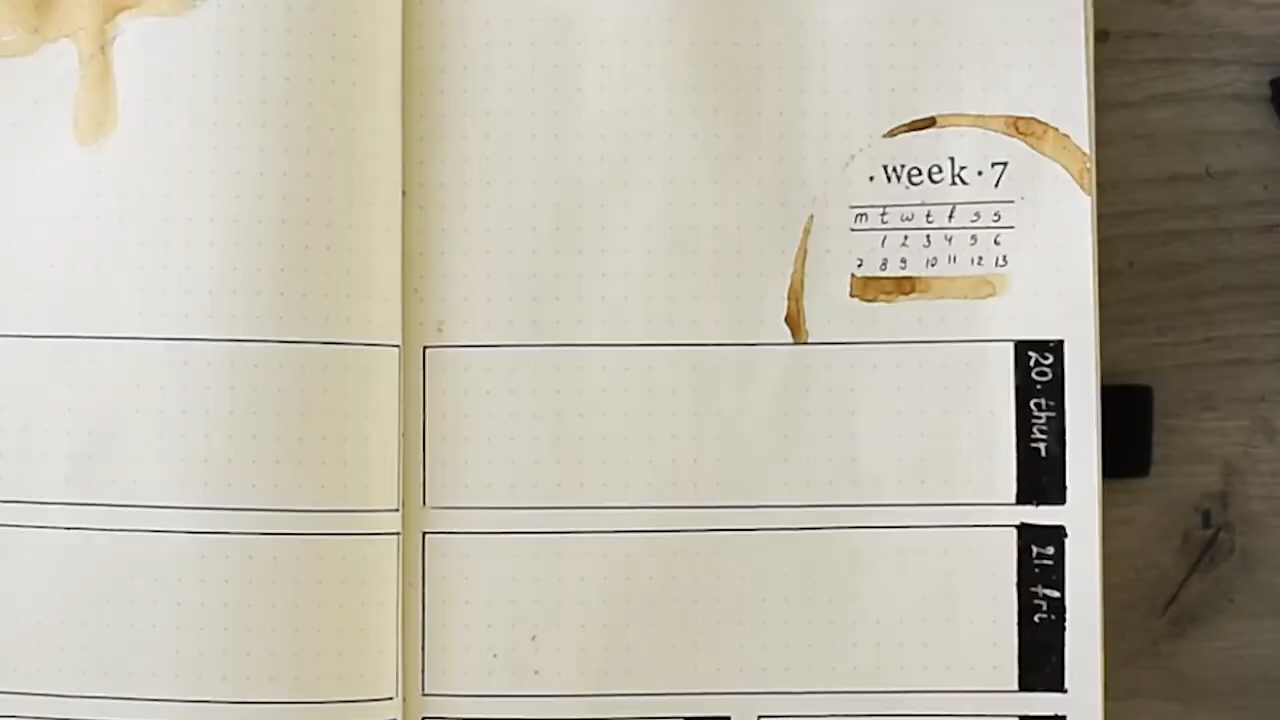 .week.7
m t w t f s s
1 2 3 4 5 6
7 8 9 10 11 12 13
20. thur
21. fri